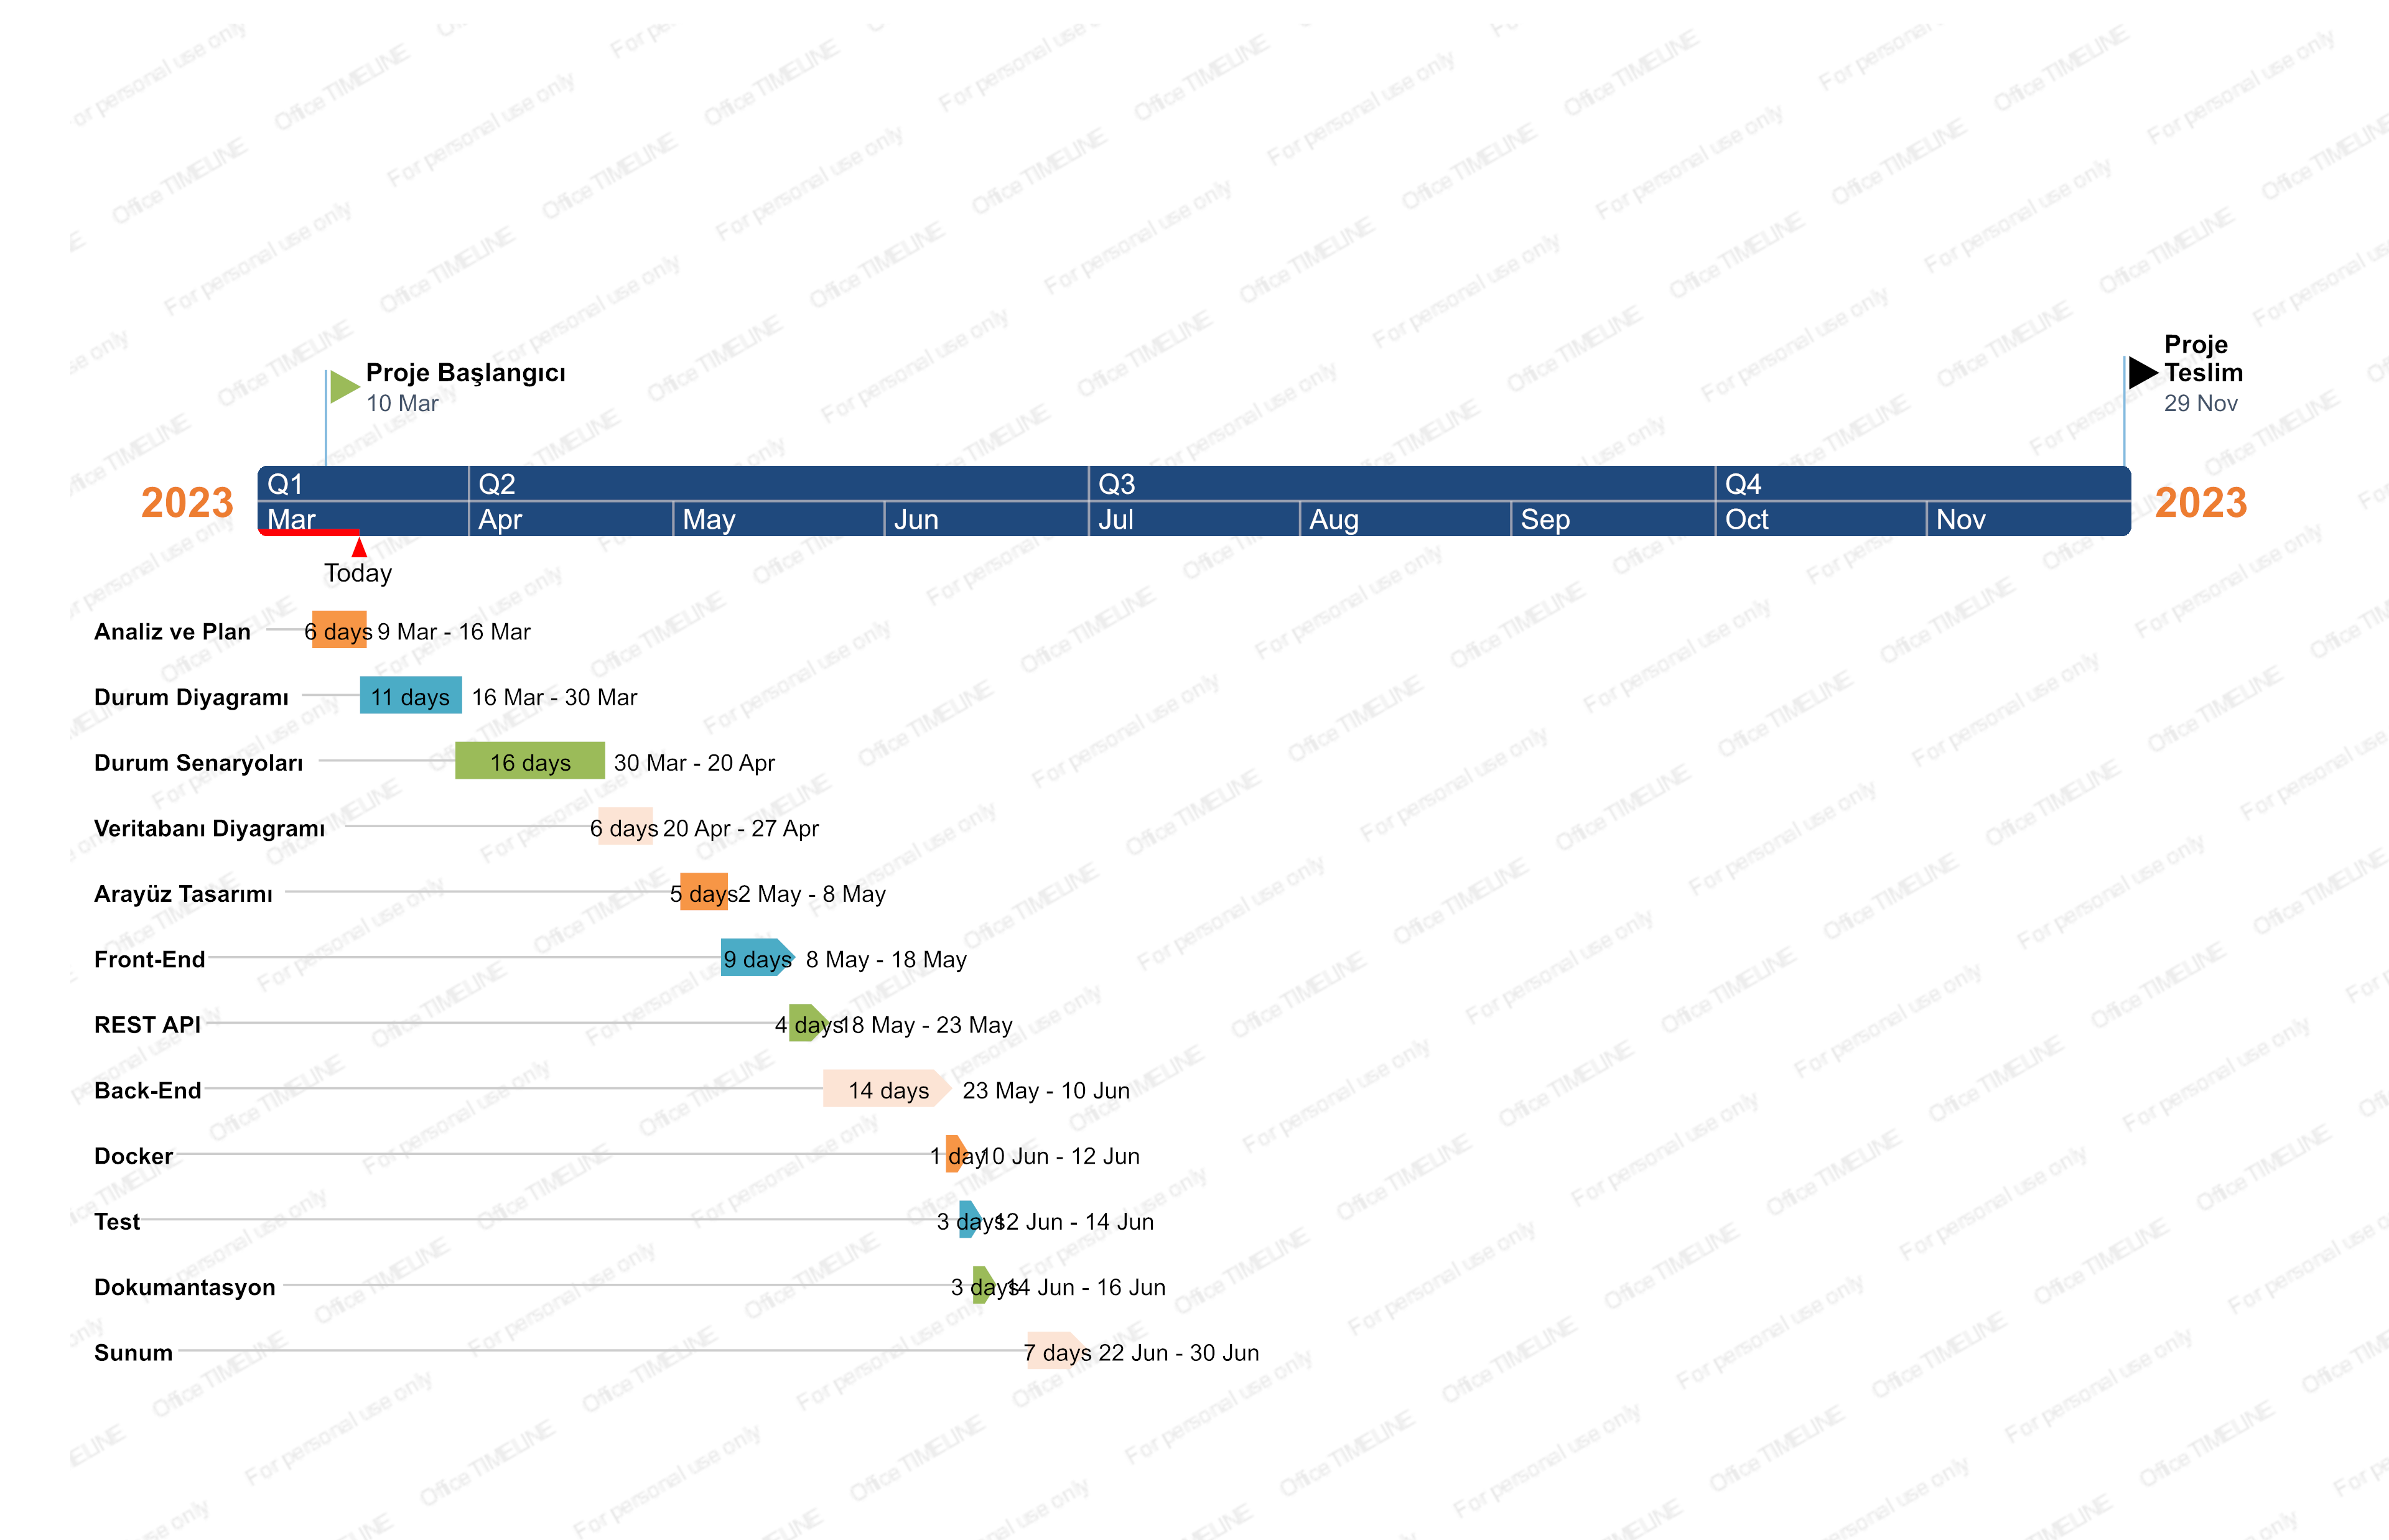 Proje Başlangıcı
10 Mar
Proje
Teslim
29 Nov
2023
Q1 Q2 Q3 Q4
Mar Apr May Jun Jul Aug Sep Oct Nov
2023
Today
Analiz ve Plan 6 days 9 Mar - 16 Mar
Durum Diyagramı 11 days 16 Mar - 30 Mar
Durum Senaryoları 16 days 30 Mar - 20 Apr
Veritabanı Diyagramı 6 days 20 Apr - 27 Apr
Arayüz Tasarımı 5 days 2 May - 8 May
Front-End 9 days 8 May - 18 May
REST API 4 days 18 May - 23 May
Back-End 14 days 23 May - 10 Jun
Docker 1 day 10 Jun - 12 Jun
Test 3 days 12 Jun - 14 Jun
Dokumantasyon 3 days 14 Jun - 16 Jun
Sunum 7 days 22 Jun - 30 Jun
Office TIMELINE For personal use only